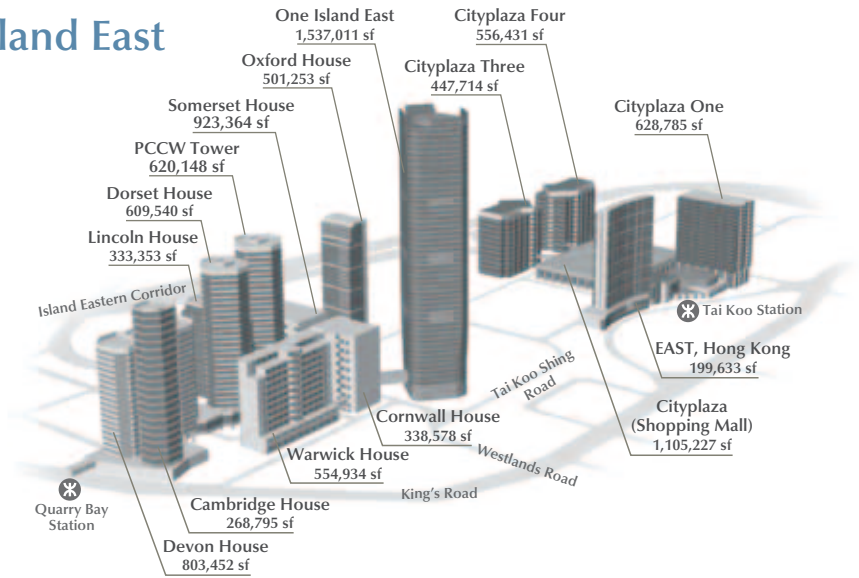 land East
One Island East
1,537,011 sf
Cityplaza Four
556,431 sf
Oxford House
501,253 sf
Cityplaza Three
447,714 sf
Somerset House
923,364 sf
Cityplaza One
628,785 sf
PCCW Tower
620,148 sf
Dorset House
609,540 sf
Lincoln House
333,353 sf
Island Eastern Corridor
Tai Koo Station
EAST, Hong Kong
199,633 sf
Tai Koo Shing
Road
Cityplaza
(Shopping Mall)
1,105,227 sf
Cornwall House
338,578 sf
Westlands Road
Warwick House
554,934 sf
King's Road
Quarry Bay
Station
Cambridge House
268,795 sf
Devon House
803,452 sf